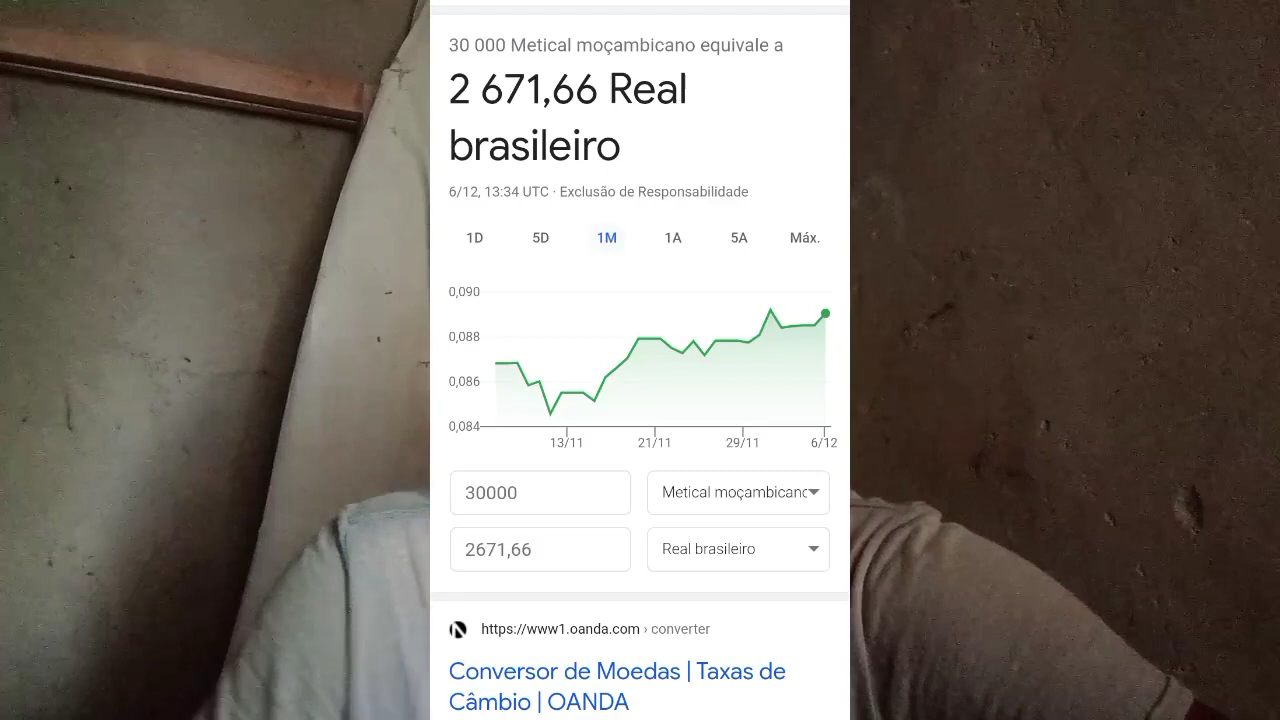 30 000 Metical moçambicano equivale a
2 671,66 Real
brasileiro
6/12, 13:34 UTC · Exclusão de Responsabilidade
1D 5D 1M 1A 5A Máx.
0,090
0,088
0,086
0,084
13/11 21/11 29/11 6/12
30000 Metical moçambicano
2671,66 Real brasileiro
https://www1.oanda.com › converter
Conversor de Moedas | Taxas de
Câmbio | OANDA